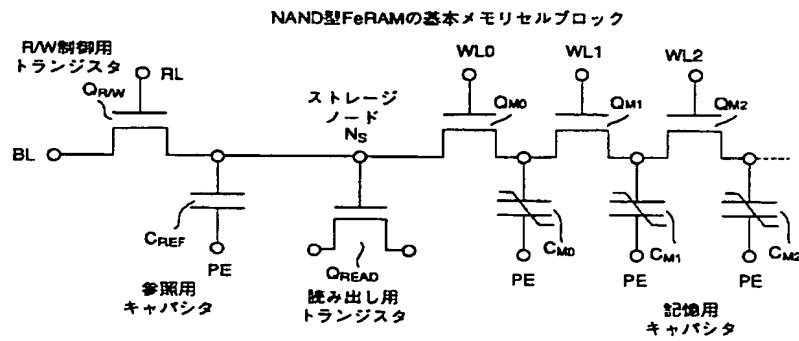 NAND型FeRAMの基本メモリセルブロック
R/W制御用
トランジスタ
QR/W
RL
ストレージ
ノード
NS
WL0
WL1
WL2
QM0
QM1
QM2
BL
CREF
PE
QREAD
CM0
CM1
CM2
PE
PE
PE
参照用
キャパシタ
読み出し用
トランジスタ
記憶用
キャパシタ